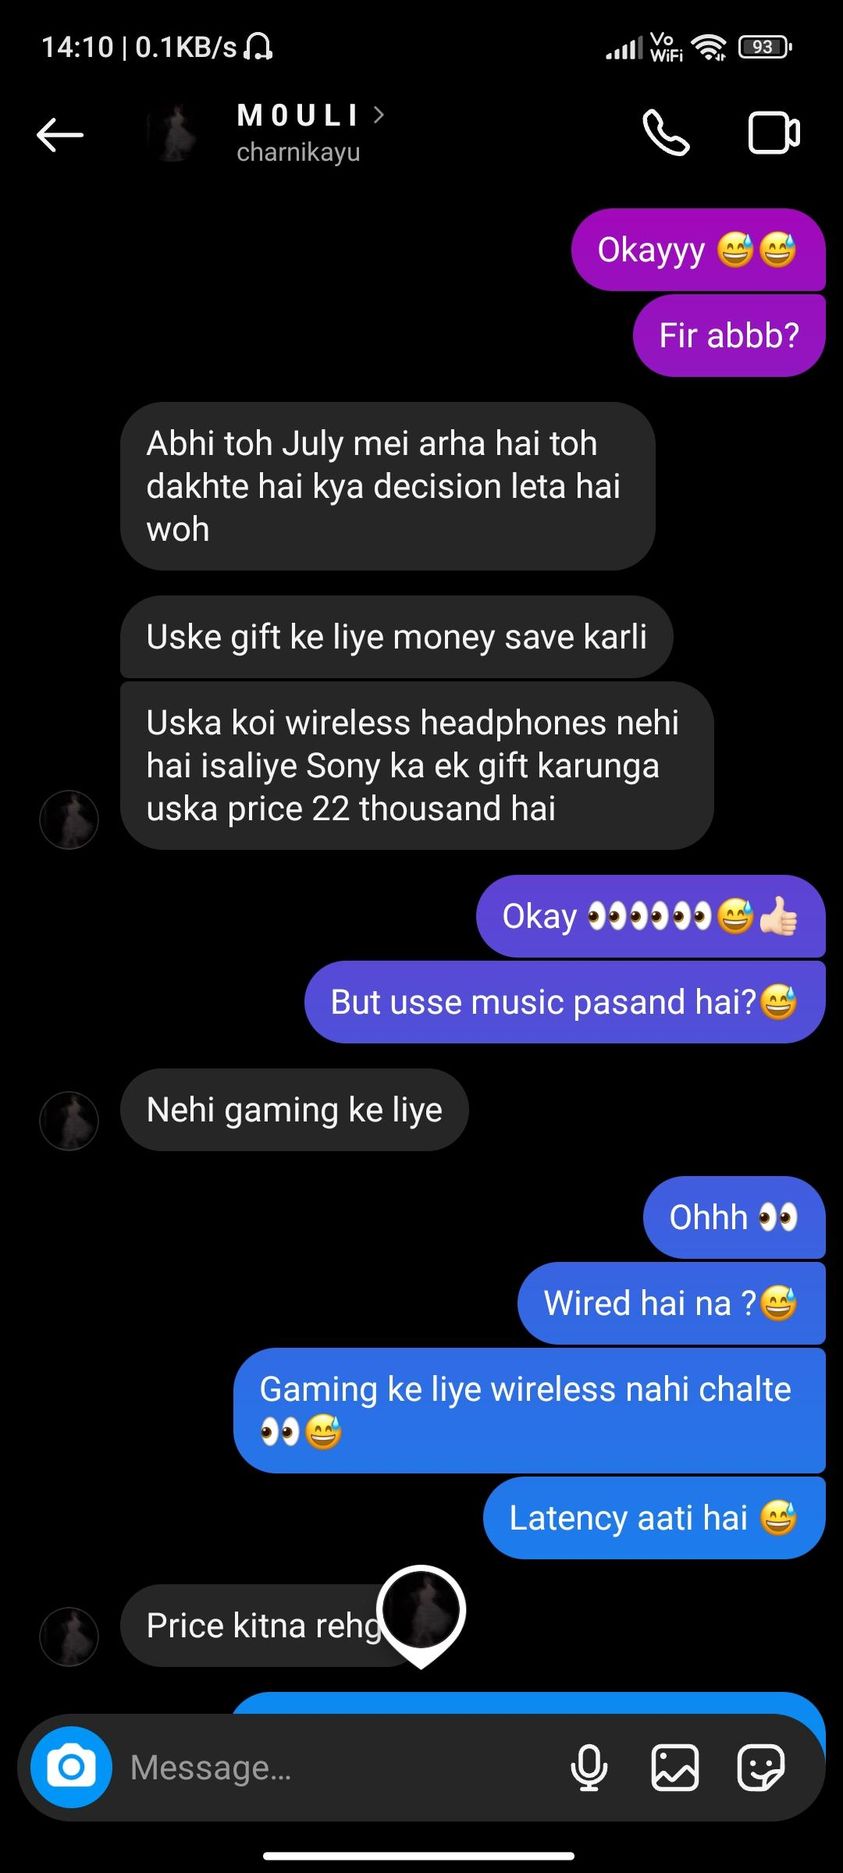 14:10 | 0.1KB/s
Vo
WiFi
93
M 0 U L I >
charnikayu
Okayyy 😅😅
Fir abbb?
Abhi toh July mei arha hai toh
dakhte hai kya decision leta hai
woh
Uske gift ke liye money save karli
Uska koi wireless headphones nehi
hai isaliye Sony ka ek gift karunga
uska price 22 thousand hai
Okay 👀👀👀😅👍🏻
But usse music pasand hai?😅
Nehi gaming ke liye
Ohhh 👀
Wired hai na ?😅
Gaming ke liye wireless nahi chalte
👀😅
Latency aati hai 😅
Price kitna rehg
Message...